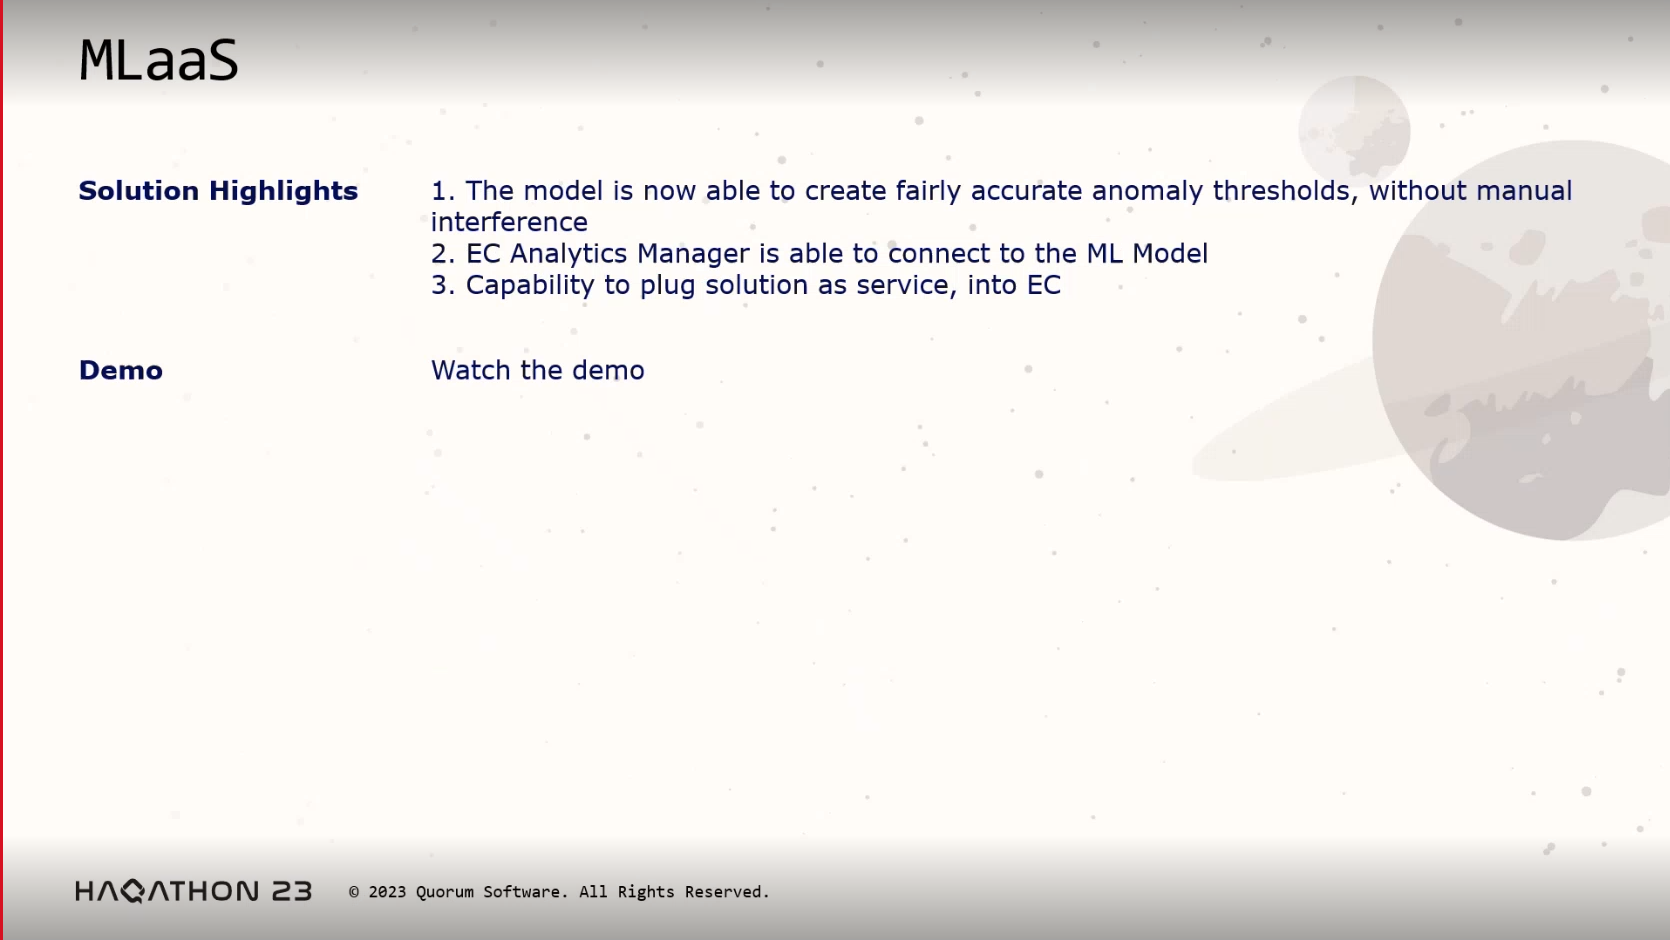 MLaaS
Solution Highlights
1. The model is now able to create fairly accurate anomaly thresholds, without manual
interference
2. EC Analytics Manager is able to connect to the ML Model
3. Capability to plug solution as service, into EC
Demo
Watch the demo
HAQATHON 23
© 2023 Quorum Software. All Rights Reserved.